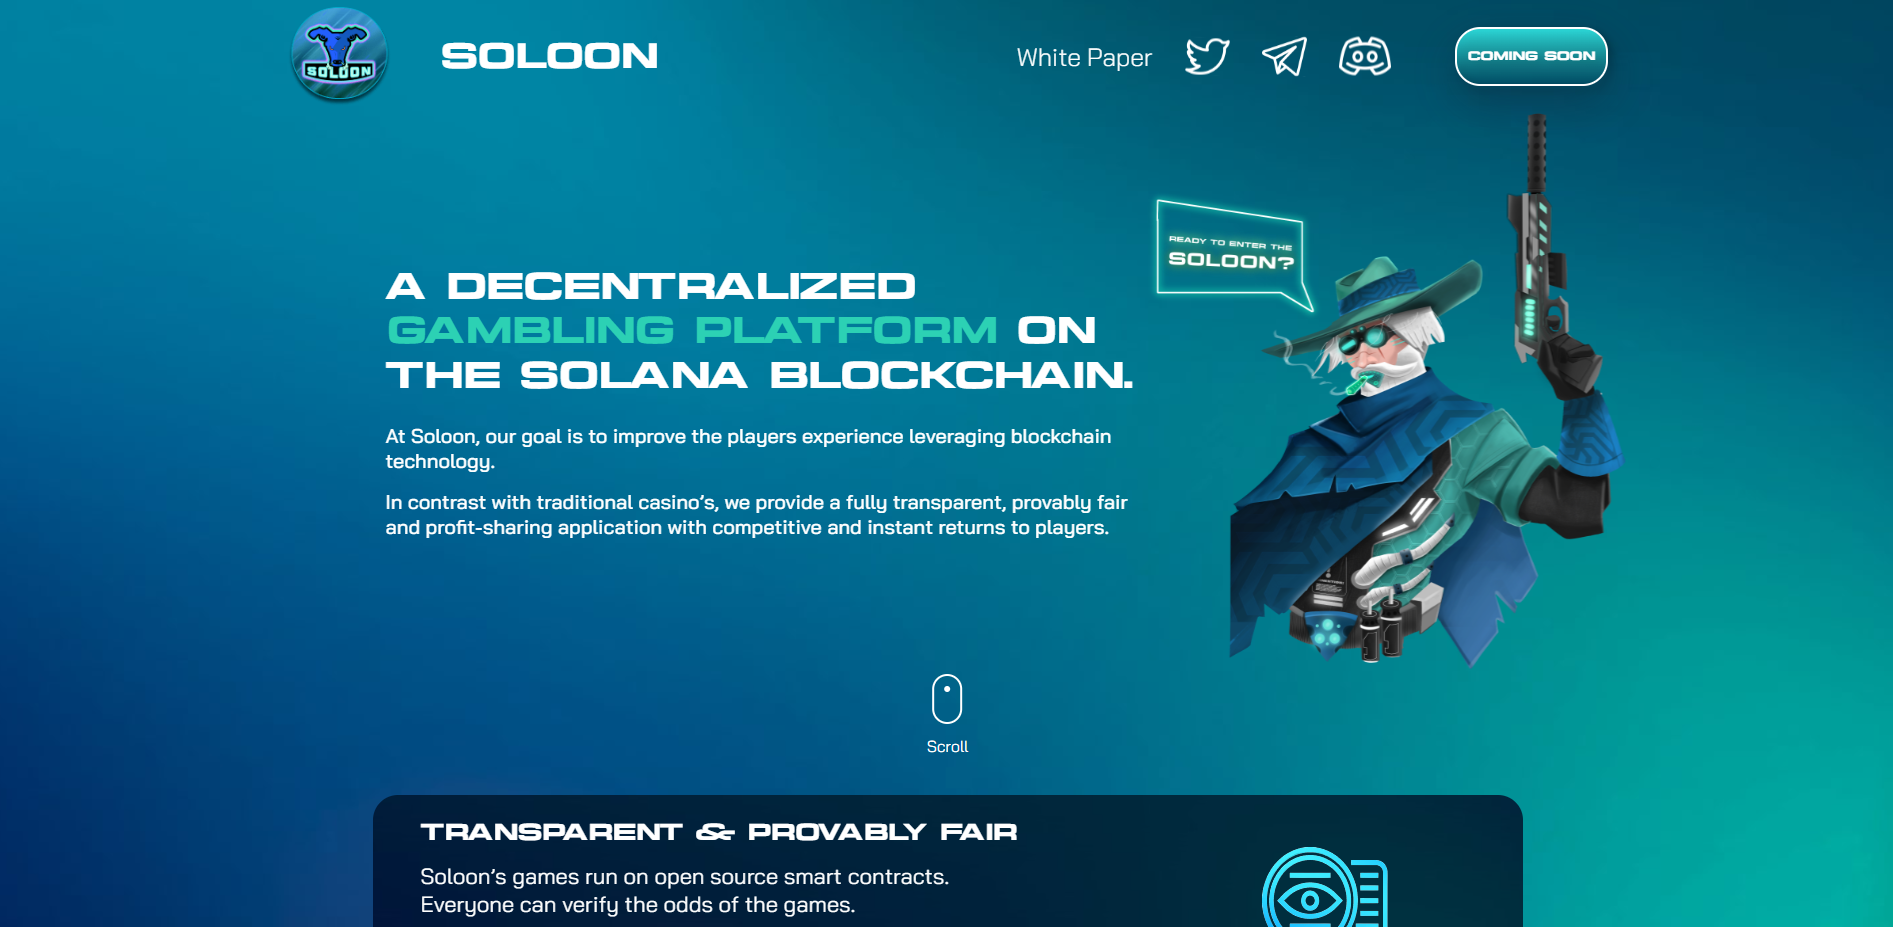 SOLOON
SOLOON
White Paper
COMING SOON
READY TO ENTER THE
SOLOON?
A DECENTRALIZED
GAMBLING PLATFORM ON
THE SOLANA BLOCKCHAIN.
At Soloon, our goal is to improve the players experience leveraging blockchain
technology.
In contrast with traditional casino’s, we provide a fully transparent, provably fair
and profit-sharing application with competitive and instant returns to players.
Scroll
TRANSPARENT & PROVABLY FAIR
Soloon’s games run on open source smart contracts.
Everyone can verify the odds of the games.